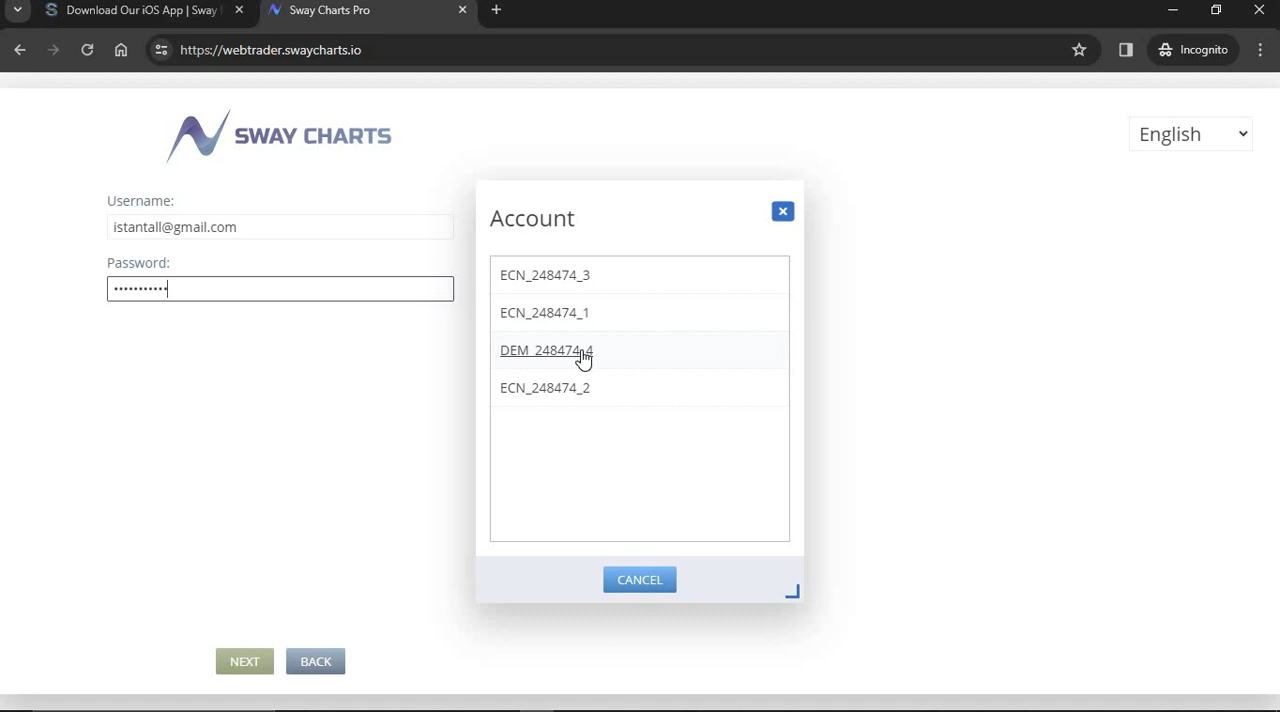 Download Our iOS App | Sway
Sway Charts Pro
https://webtrader.swaycharts.io
Incognito
SWAY CHARTS
English
Username:
istantall@gmail.com
Password:
•••••••••••
Account
ECN_248474_3
ECN_248474_1
DEM_248474_4
ECN_248474_2
CANCEL
NEXT
BACK